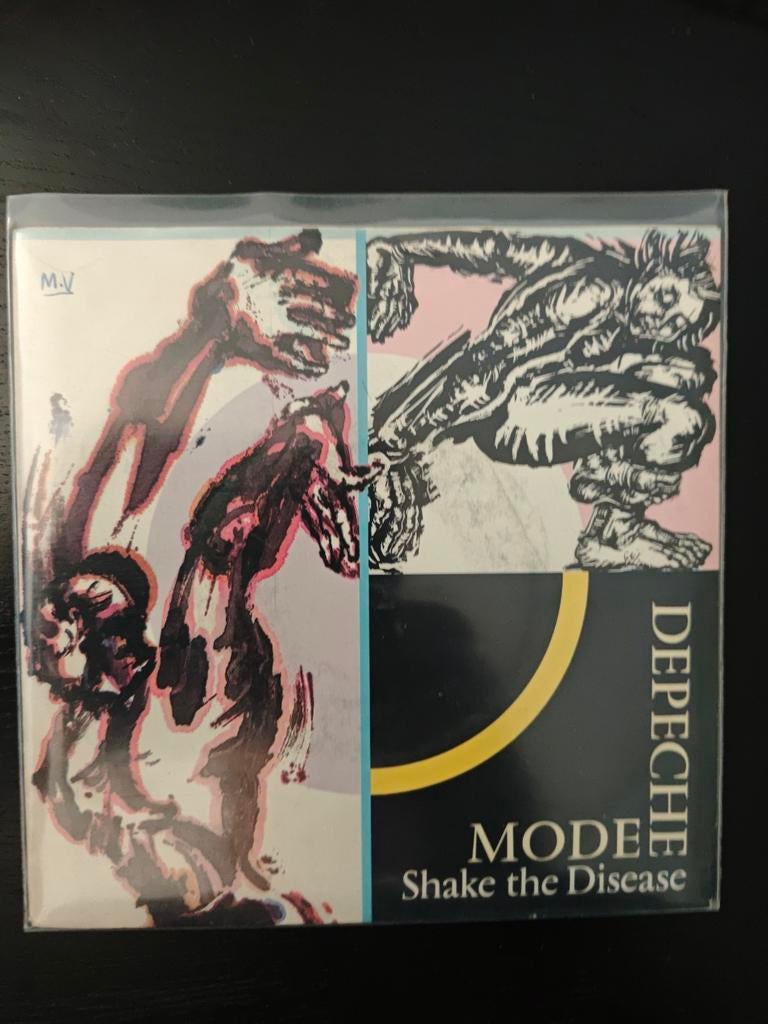 M.V
DEPECHE
MODE
Shake the Disease